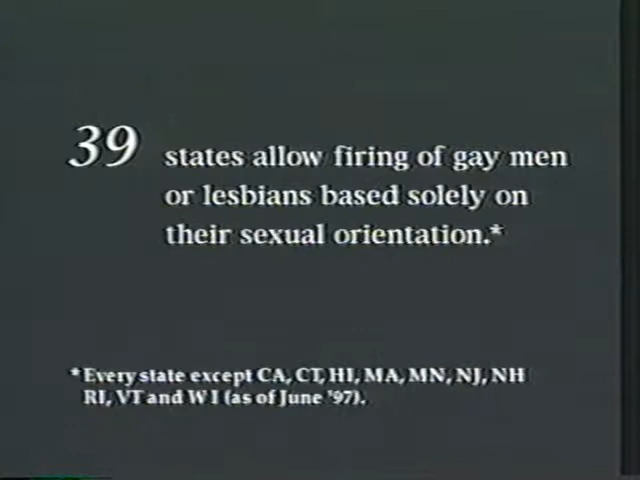 39 states allow firing of gay men
or lesbians based solely on
their sexual orientation.*
* Every state except CA, CT, HI, MA, MN, NJ, NH
RI, VT and W I (as of June '97).